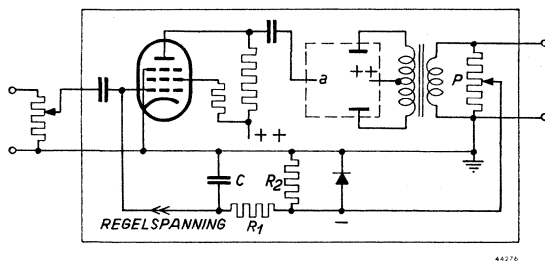 a
++
P
++
C
R2
REGELSPANNING
R1
–
44276